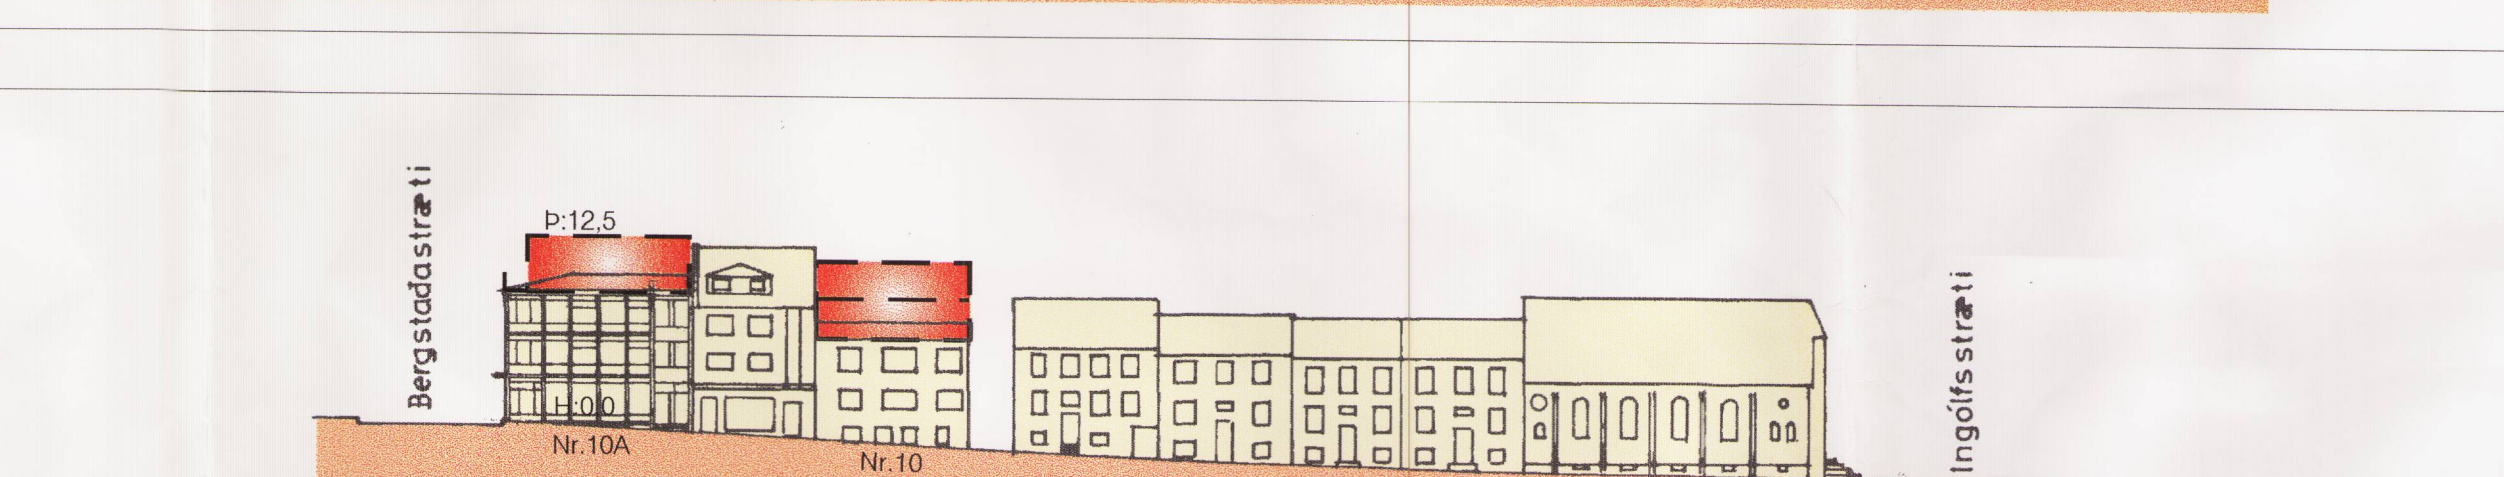 Bergstaðastræti
Þ:12,5
H:0,0
Nr.10A
Nr.10
Ingólfsstræti